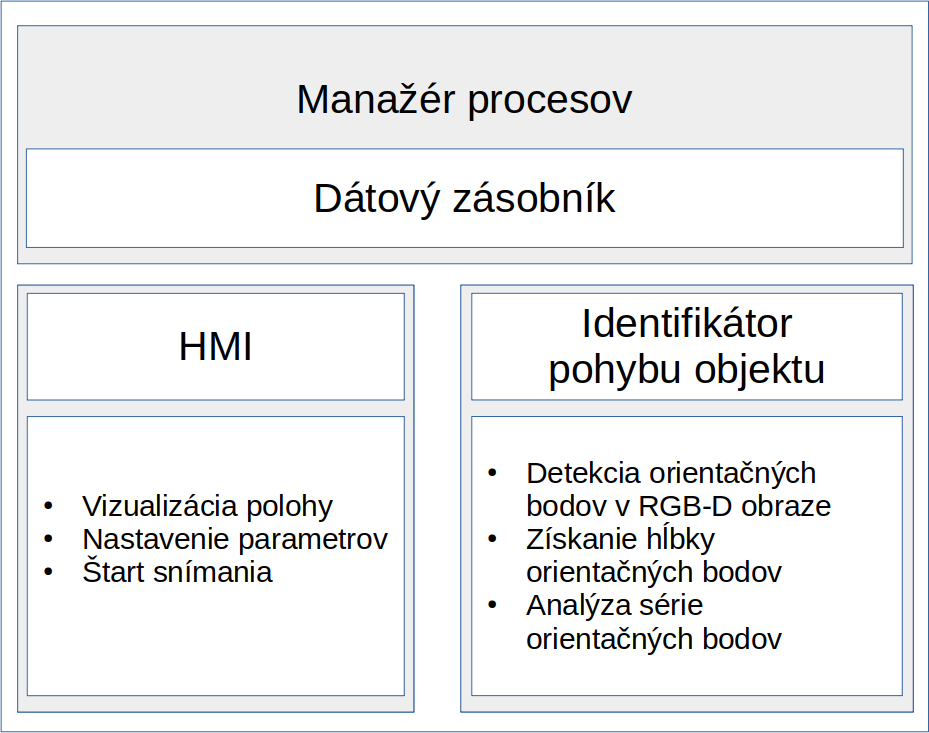 Manažér procesov
Dátový zásobník
HMI
• Vizualizácia polohy
• Nastavenie parametrov
• Štart snímania
Identifikátor
pohybu objektu
• Detekcia orientačných
bodov v RGB-D obraze
• Získanie hĺbky
orientačných bodov
• Analýza série
orientačných bodov